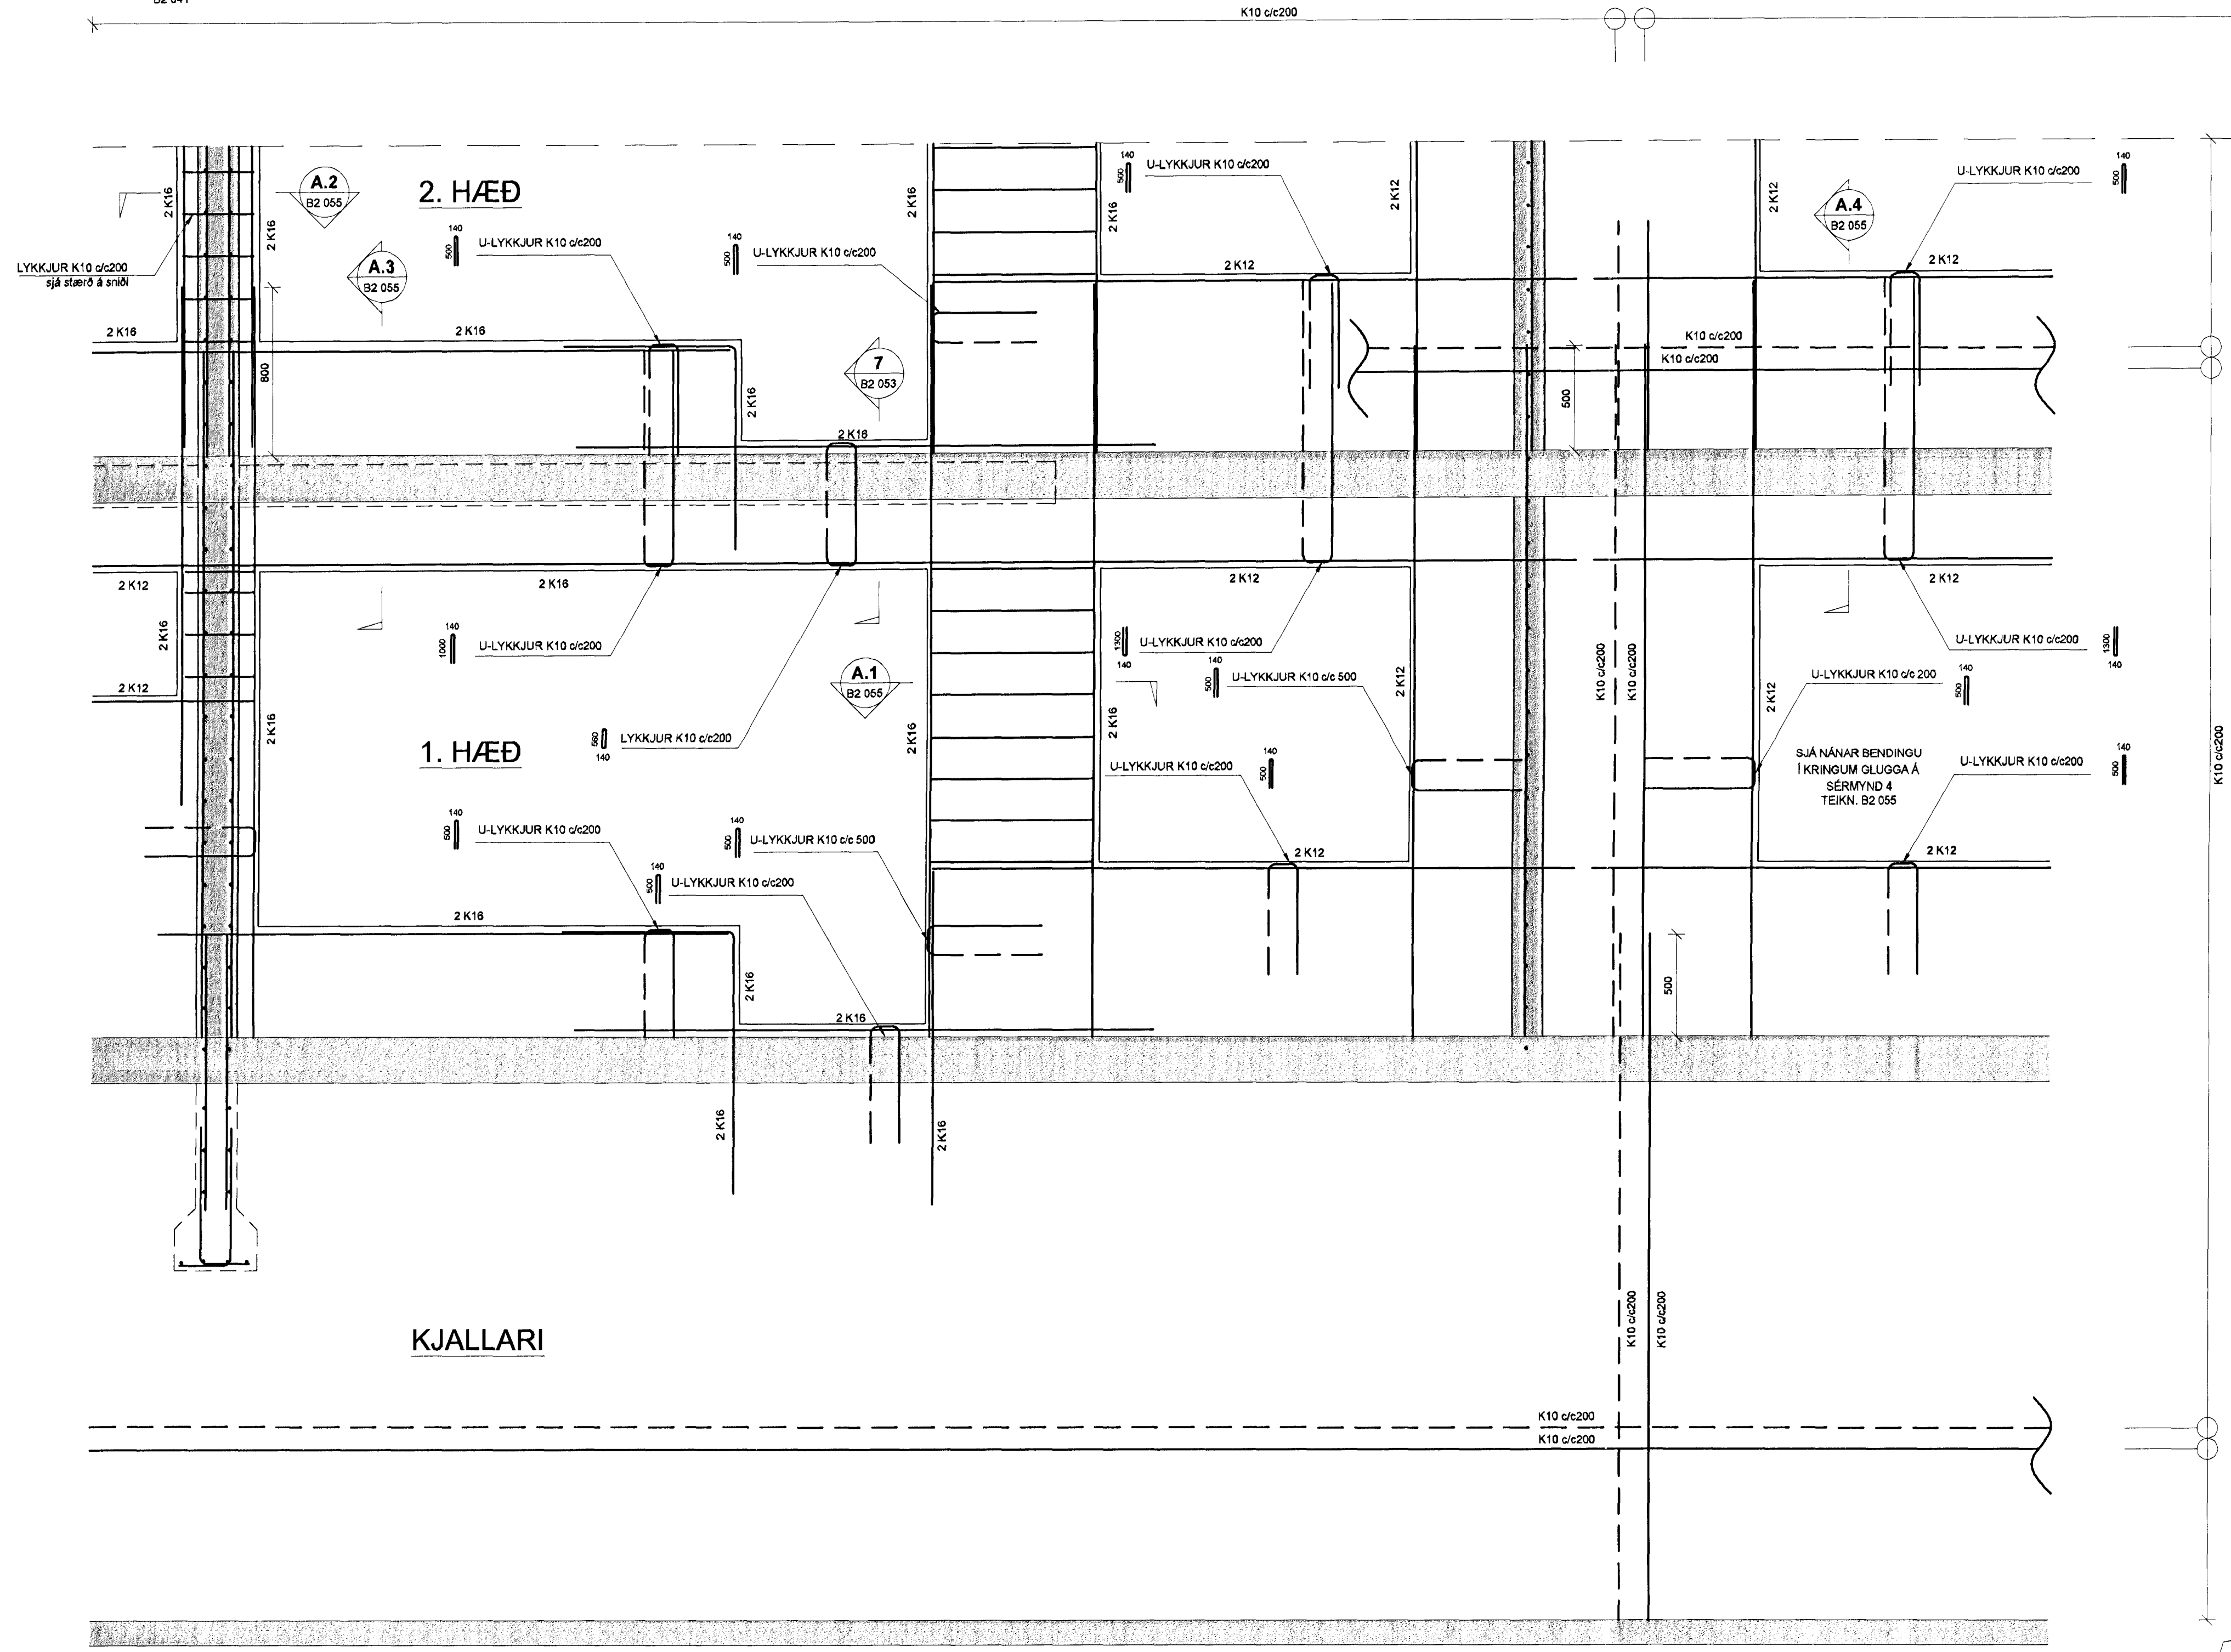 B2 041
K10 c/c200
140
500
U-LYKKJUR K10 c/c200
140
500
U-LYKKJUR K10 c/c200
2 K16
A.2
B2 055
2. HÆÐ
2 K16
2 K16
2 K12
2 K12
A.4
B2 055
2 K16
140
500
U-LYKKJUR K10 c/c200
140
500
U-LYKKJUR K10 c/c200
LYKKJUR K10 c/c200
sjá stærð á sniði
A.3
B2 055
2 K12
2 K12
2 K16
2 K16
K10 c/c200
K10 c/c200
800
7
B2 053
2 K16
500
2 K16
2 K12
2 K16
2 K12
2 K12
2 K16
140
1000
U-LYKKJUR K10 c/c200
1300
140
U-LYKKJUR K10 c/c200
U-LYKKJUR K10 c/c200
1300
140
140
500
U-LYKKJUR K10 c/c 500
K10 c/c200
K10 c/c200
U-LYKKJUR K10 c/c 200
140
500
2 K12
A.1
B2 055
2 K12
2 K12
2 K16
2 K16
2 K16
1. HÆÐ
560
140
LYKKJUR K10 c/c200
U-LYKKJUR K10 c/c200
140
500
SJÁ NÁNAR BENDINGU
Í KRINGUM GLUGGA Á
SÉRMYND 4
TEIKN. B2 055
U-LYKKJUR K10 c/c200
140
500
K10 c/c200
140
500
U-LYKKJUR K10 c/c200
140
500
U-LYKKJUR K10 c/c 500
140
500
U-LYKKJUR K10 c/c200
2 K12
2 K12
2 K16
2 K16
2 K16
500
2 K16
2 K16
K10 c/c200
K10 c/c200
KJALLARI
K10 c/c200
K10 c/c200